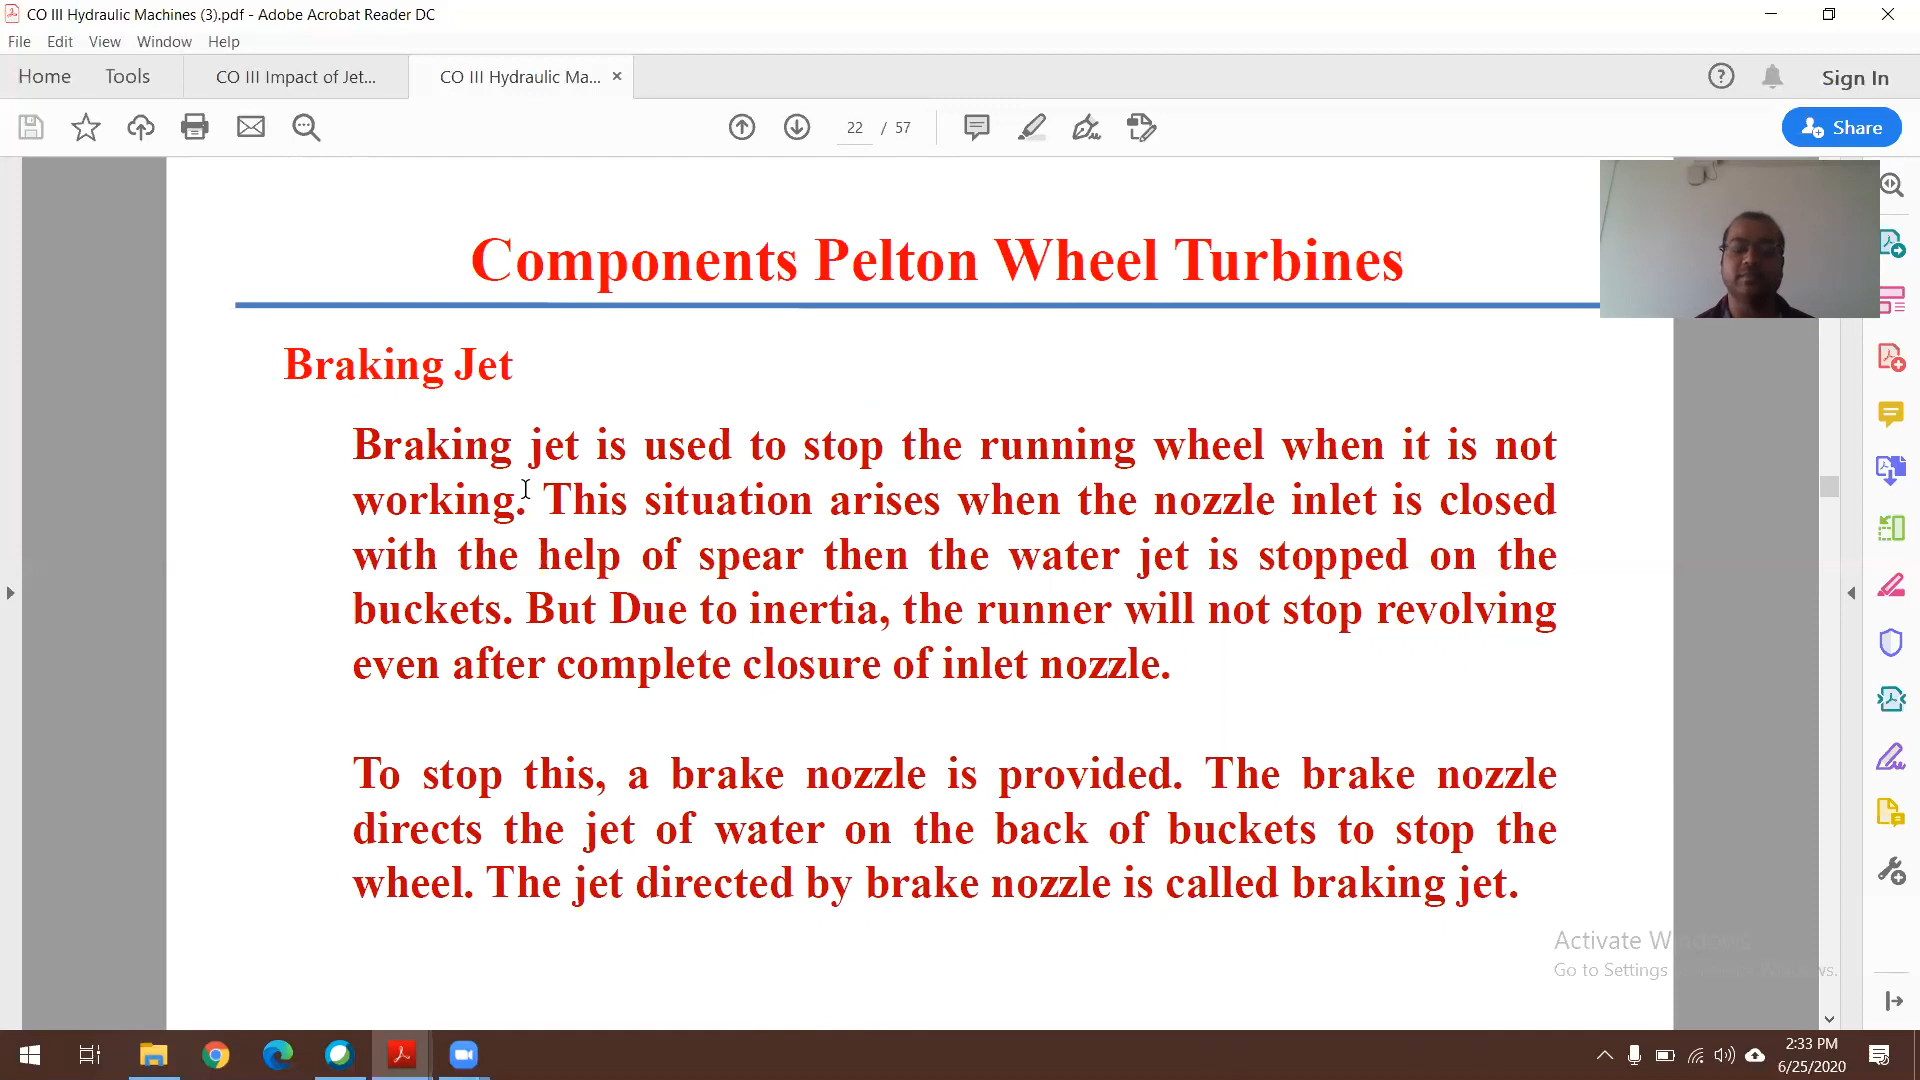 CO III Hydraulic Machines (3).pdf - Adobe Acrobat Reader DC
File Edit View Window Help
Home Tools CO III Impact of Jet... CO III Hydraulic Ma... × Sign In
22 / 57 Share
Components Pelton Wheel Turbines
Braking Jet
Braking jet is used to stop the running wheel when it is not
working. This situation arises when the nozzle inlet is closed
with the help of spear then the water jet is stopped on the
buckets. But Due to inertia, the runner will not stop revolving
even after complete closure of inlet nozzle.
To stop this, a brake nozzle is provided. The brake nozzle
directs the jet of water on the back of buckets to stop the
wheel. The jet directed by brake nozzle is called braking jet.
Activate Windows
Go to Settings
2:33 PM
6/25/2020